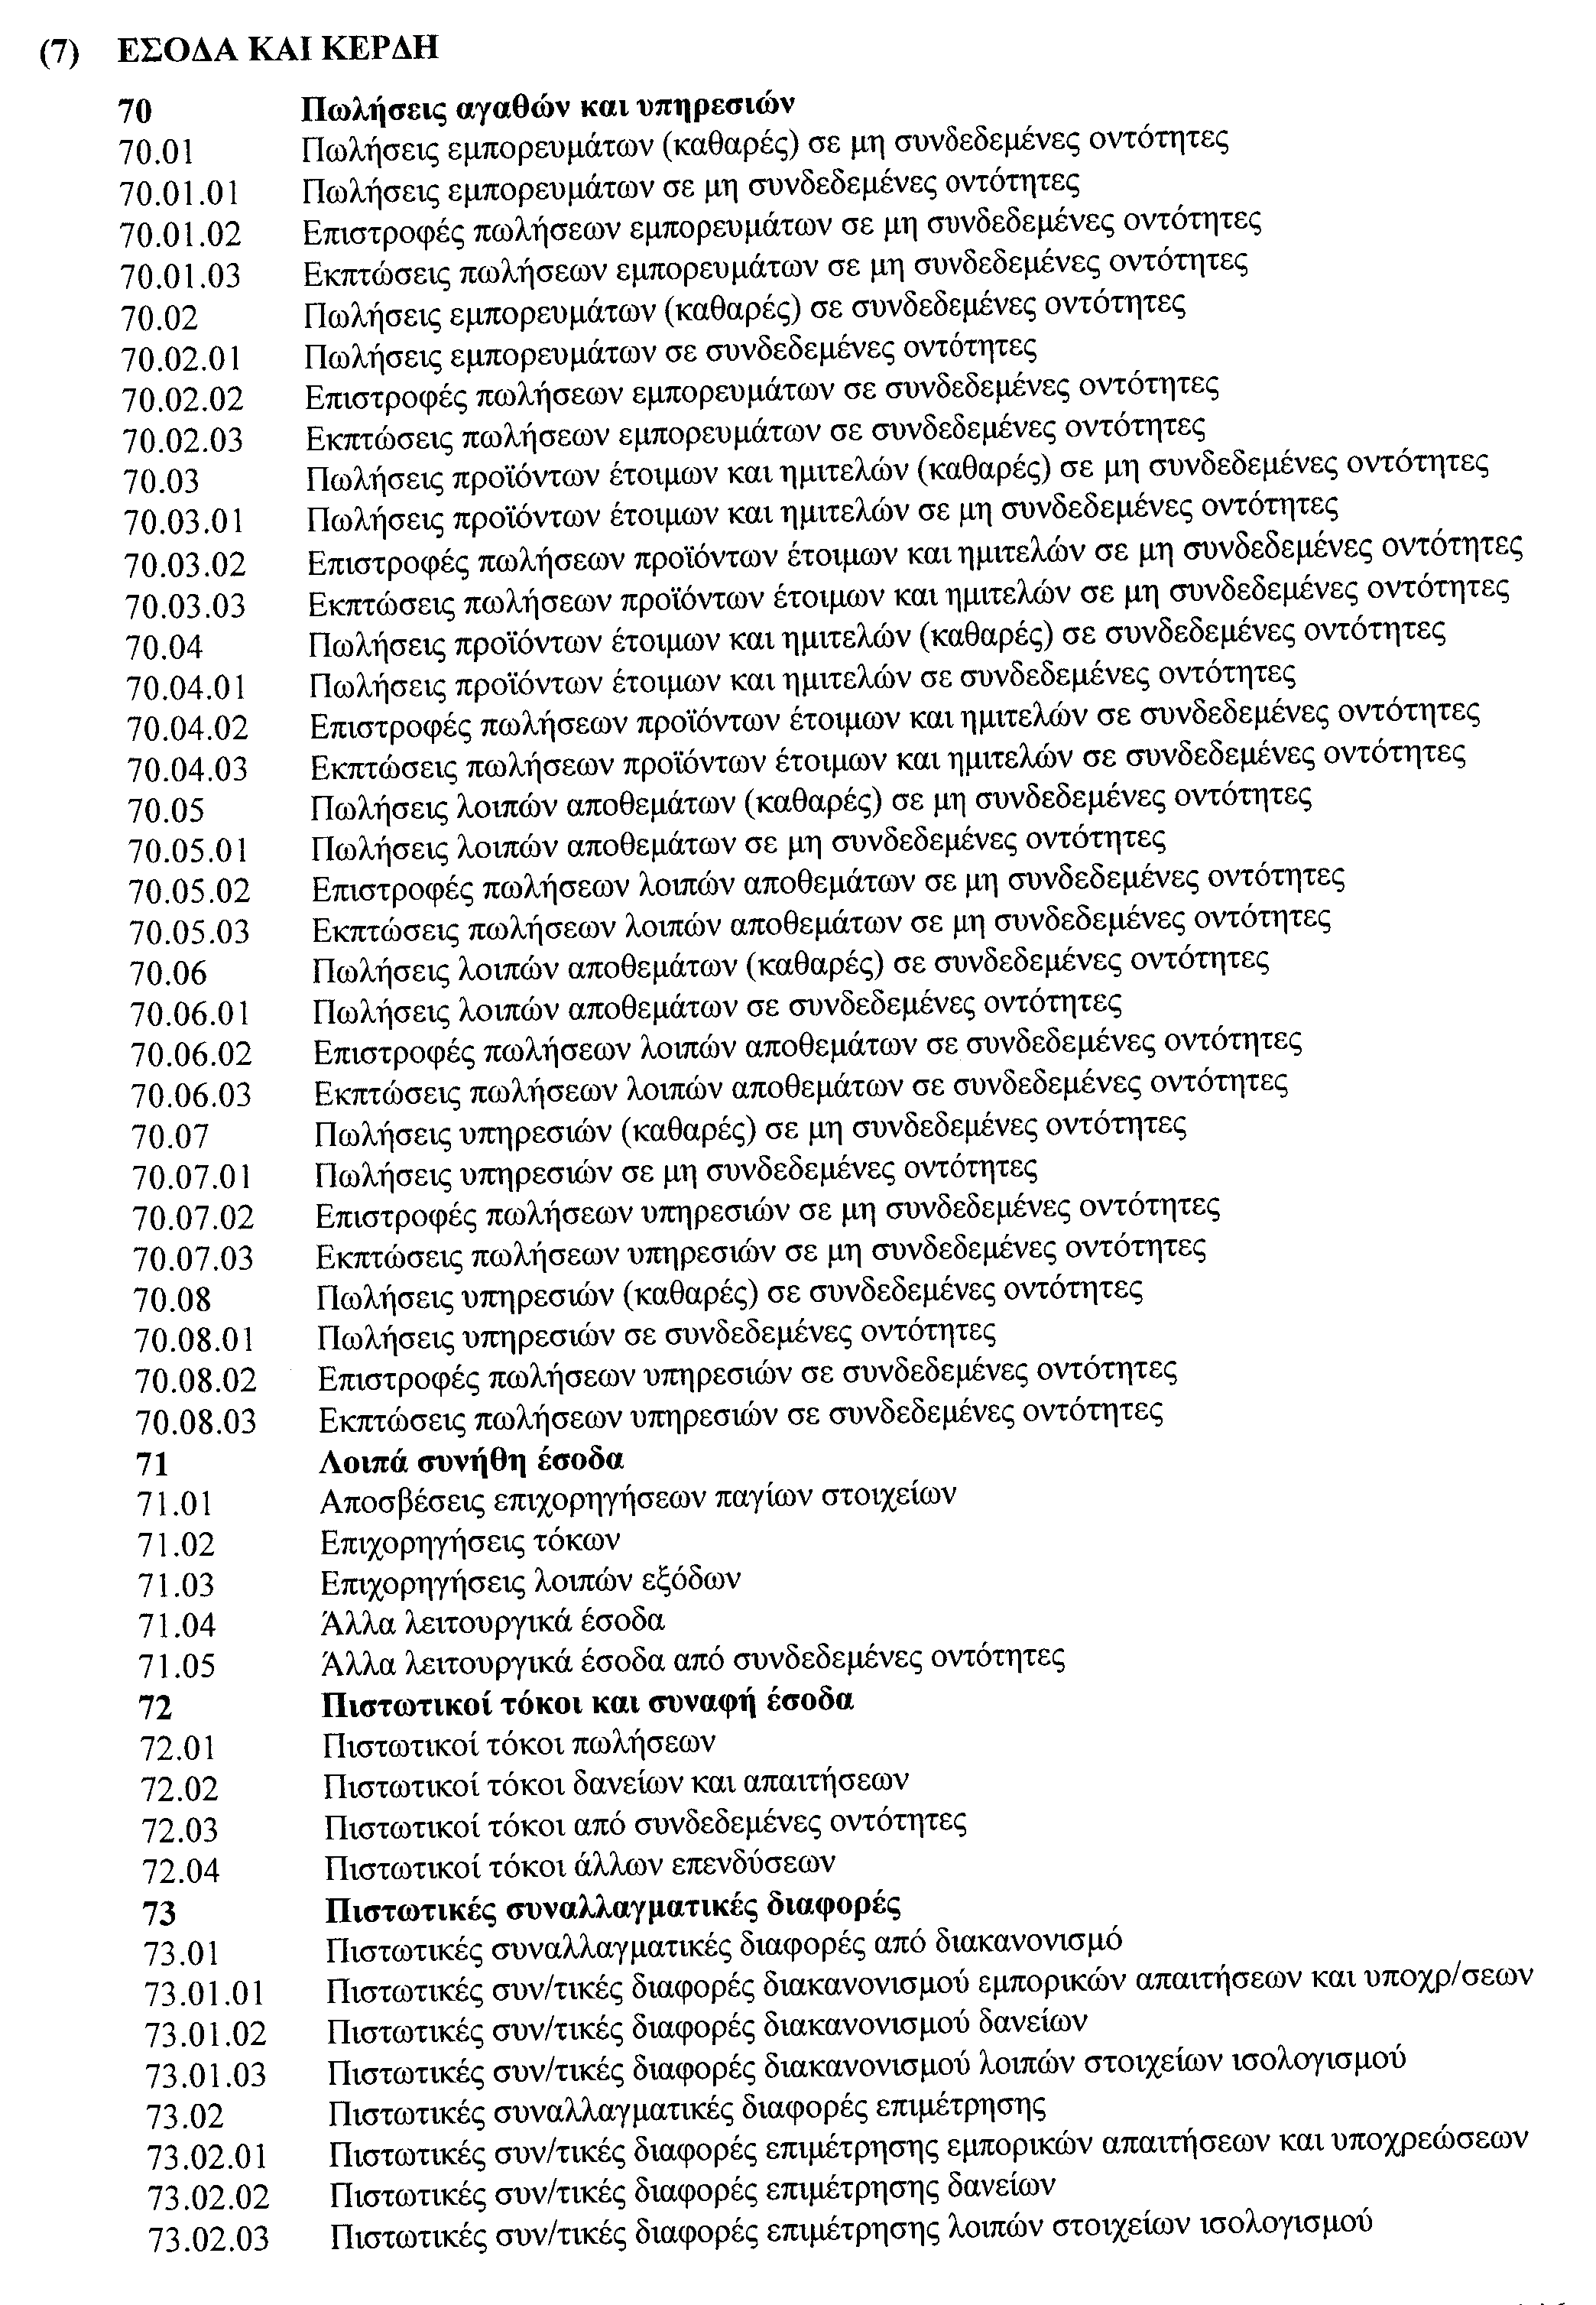 (7) ΕΣΟΔΑ ΚΑΙ ΚΕΡΔΗ
70 Πωλήσεις αγαθών και υπηρεσιών
70.01 Πωλήσεις εμπορευμάτων (καθαρές) σε μη συνδεδεμένες οντότητες
70.01.01 Πωλήσεις εμπορευμάτων σε μη συνδεδεμένες οντότητες
70.01.02 Επιστροφές πωλήσεων εμπορευμάτων σε μη συνδεδεμένες οντότητες
70.01.03 Εκπτώσεις πωλήσεων εμπορευμάτων σε μη συνδεδεμένες οντότητες
70.02 Πωλήσεις εμπορευμάτων (καθαρές) σε συνδεδεμένες οντότητες
70.02.01 Πωλήσεις εμπορευμάτων σε συνδεδεμένες οντότητες
70.02.02 Επιστροφές πωλήσεων εμπορευμάτων σε συνδεδεμένες οντότητες
70.02.03 Εκπτώσεις πωλήσεων εμπορευμάτων σε συνδεδεμένες οντότητες
70.03 Πωλήσεις προϊόντων έτοιμων και ημιτελών (καθαρές) σε μη συνδεδεμένες οντότητες
70.03.01 Πωλήσεις προϊόντων έτοιμων και ημιτελών σε μη συνδεδεμένες οντότητες
70.03.02 Επιστροφές πωλήσεων προϊόντων έτοιμων και ημιτελών σε μη συνδεδεμένες οντότητες
70.03.03 Εκπτώσεις πωλήσεων προϊόντων έτοιμων και ημιτελών σε μη συνδεδεμένες οντότητες
70.04 Πωλήσεις προϊόντων έτοιμων και ημιτελών (καθαρές) σε συνδεδεμένες οντότητες
70.04.01 Πωλήσεις προϊόντων έτοιμων και ημιτελών σε συνδεδεμένες οντότητες
70.04.02 Επιστροφές πωλήσεων προϊόντων έτοιμων και ημιτελών σε συνδεδεμένες οντότητες
70.04.03 Εκπτώσεις πωλήσεων προϊόντων έτοιμων και ημιτελών σε συνδεδεμένες οντότητες
70.05 Πωλήσεις λοιπών αποθεμάτων (καθαρές) σε μη συνδεδεμένες οντότητες
70.05.01 Πωλήσεις λοιπών αποθεμάτων σε μη συνδεδεμένες οντότητες
70.05.02 Επιστροφές πωλήσεων λοιπών αποθεμάτων σε μη συνδεδεμένες οντότητες
70.05.03 Εκπτώσεις πωλήσεων λοιπών αποθεμάτων σε μη συνδεδεμένες οντότητες
70.06 Πωλήσεις λοιπών αποθεμάτων (καθαρές) σε συνδεδεμένες οντότητες
70.06.01 Πωλήσεις λοιπών αποθεμάτων σε συνδεδεμένες οντότητες
70.06.02 Επιστροφές πωλήσεων λοιπών αποθεμάτων σε συνδεδεμένες οντότητες
70.06.03 Εκπτώσεις πωλήσεων λοιπών αποθεμάτων σε συνδεδεμένες οντότητες
70.07 Πωλήσεις υπηρεσιών (καθαρές) σε μη συνδεδεμένες οντότητες
70.07.01 Πωλήσεις υπηρεσιών σε μη συνδεδεμένες οντότητες
70.07.02 Επιστροφές πωλήσεων υπηρεσιών σε μη συνδεδεμένες οντότητες
70.07.03 Εκπτώσεις πωλήσεων υπηρεσιών σε μη συνδεδεμένες οντότητες
70.08 Πωλήσεις υπηρεσιών (καθαρές) σε συνδεδεμένες οντότητες
70.08.01 Πωλήσεις υπηρεσιών σε συνδεδεμένες οντότητες
70.08.02 Επιστροφές πωλήσεων υπηρεσιών σε συνδεδεμένες οντότητες
70.08.03 Εκπτώσεις πωλήσεων υπηρεσιών σε συνδεδεμένες οντότητες
71 Λοιπά συνήθη έσοδα
71.01 Αποσβέσεις επιχορηγήσεων παγίων στοιχείων
71.02 Επιχορηγήσεις τόκων
71.03 Επιχορηγήσεις λοιπών εξόδων
71.04 Άλλα λειτουργικά έσοδα
71.05 Άλλα λειτουργικά έσοδα από συνδεδεμένες οντότητες
72 Πιστωτικοί τόκοι και συναφή έσοδα
72.01 Πιστωτικοί τόκοι πωλήσεων
72.02 Πιστωτικοί τόκοι δανείων και απαιτήσεων
72.03 Πιστωτικοί τόκοι από συνδεδεμένες οντότητες
72.04 Πιστωτικοί τόκοι άλλων επενδύσεων
73 Πιστωτικές συναλλαγματικές διαφορές
73.01 Πιστωτικές συναλλαγματικές διαφορές από διακανονισμό
73.01.01 Πιστωτικές συν/τικές διαφορές διακανονισμού εμπορικών απαιτήσεων και υποχρ/σεων
73.01.02 Πιστωτικές συν/τικές διαφορές διακανονισμού δανείων
73.01.03 Πιστωτικές συν/τικές διαφορές διακανονισμού λοιπών στοιχείων ισολογισμού
73.02 Πιστωτικές συναλλαγματικές διαφορές επιμέτρησης
73.02.01 Πιστωτικές συν/τικές διαφορές επιμέτρησης εμπορικών απαιτήσεων και υποχρεώσεων
73.02.02 Πιστωτικές συν/τικές διαφορές επιμέτρησης δανείων
73.02.03 Πιστωτικές συν/τικές διαφορές επιμέτρησης λοιπών στοιχείων ισολογισμού